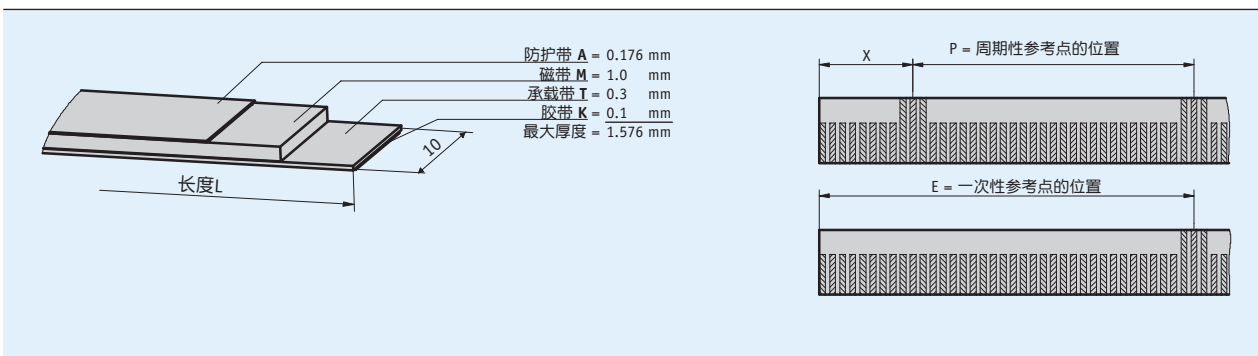 防护带 A = 0.176 mm
磁带 M = 1.0 mm
承载带 T = 0.3 mm
胶带 K = 0.1 mm
最大厚度 = 1.576 mm
10
长度L
X
P = 周期性参考点的位置
E = 一次性参考点的位置